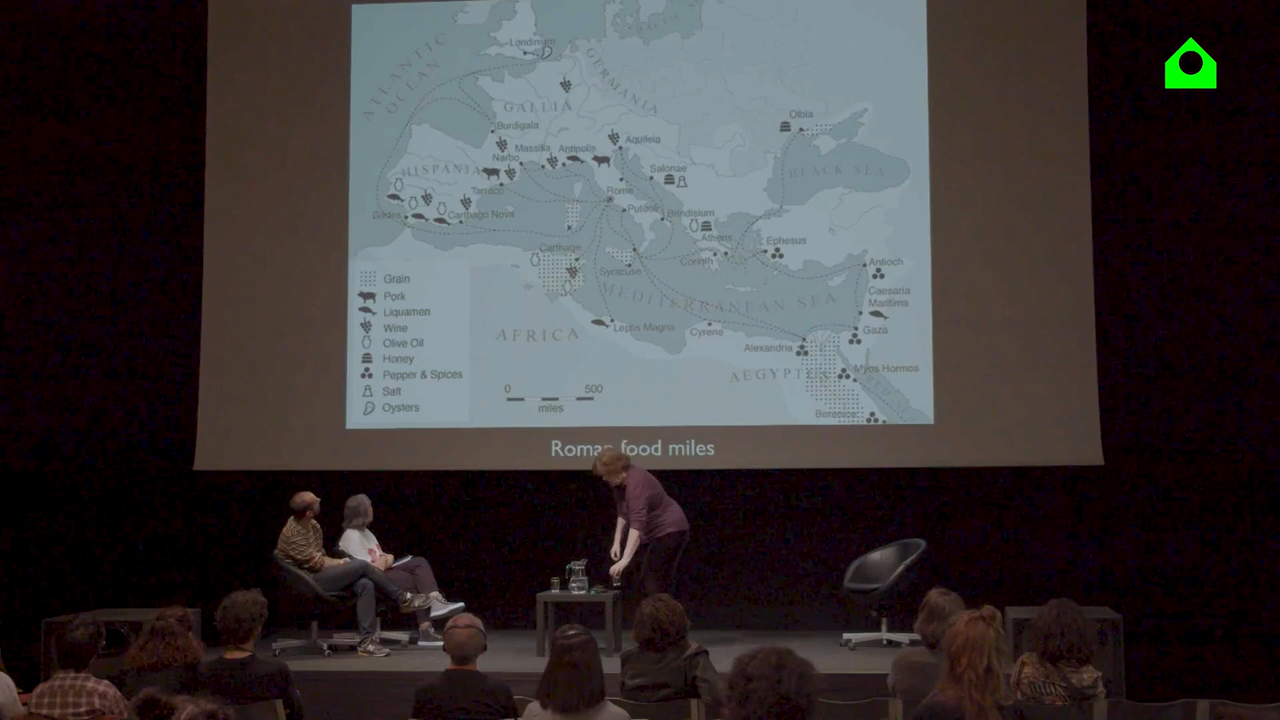 Londinium
ATLANTIC
OCEAN
GERMANIA
GALLIA
Burdigala
Olbia
Massilia
Antipolis
Aquileia
Narbo
HISPANIA
Salonae
BLACK SEA
Tarraco
Rome
Gades
Carthago Nova
Puteoli
Brundisium
Athens
Ephesus
Carthage
Corinth
Syracuse
Antioch
MEDITERRANEAN SEA
Caesaria
Maritima
Leptis Magna
Cyrene
Gaza
AFRICA
Alexandria
AEGYPTUS
Myos Hormos
Berenice
Grain
Pork
Liquamen
Wine
Olive Oil
Honey
Pepper & Spices
Salt
Oysters
0 500
miles
Roman food miles